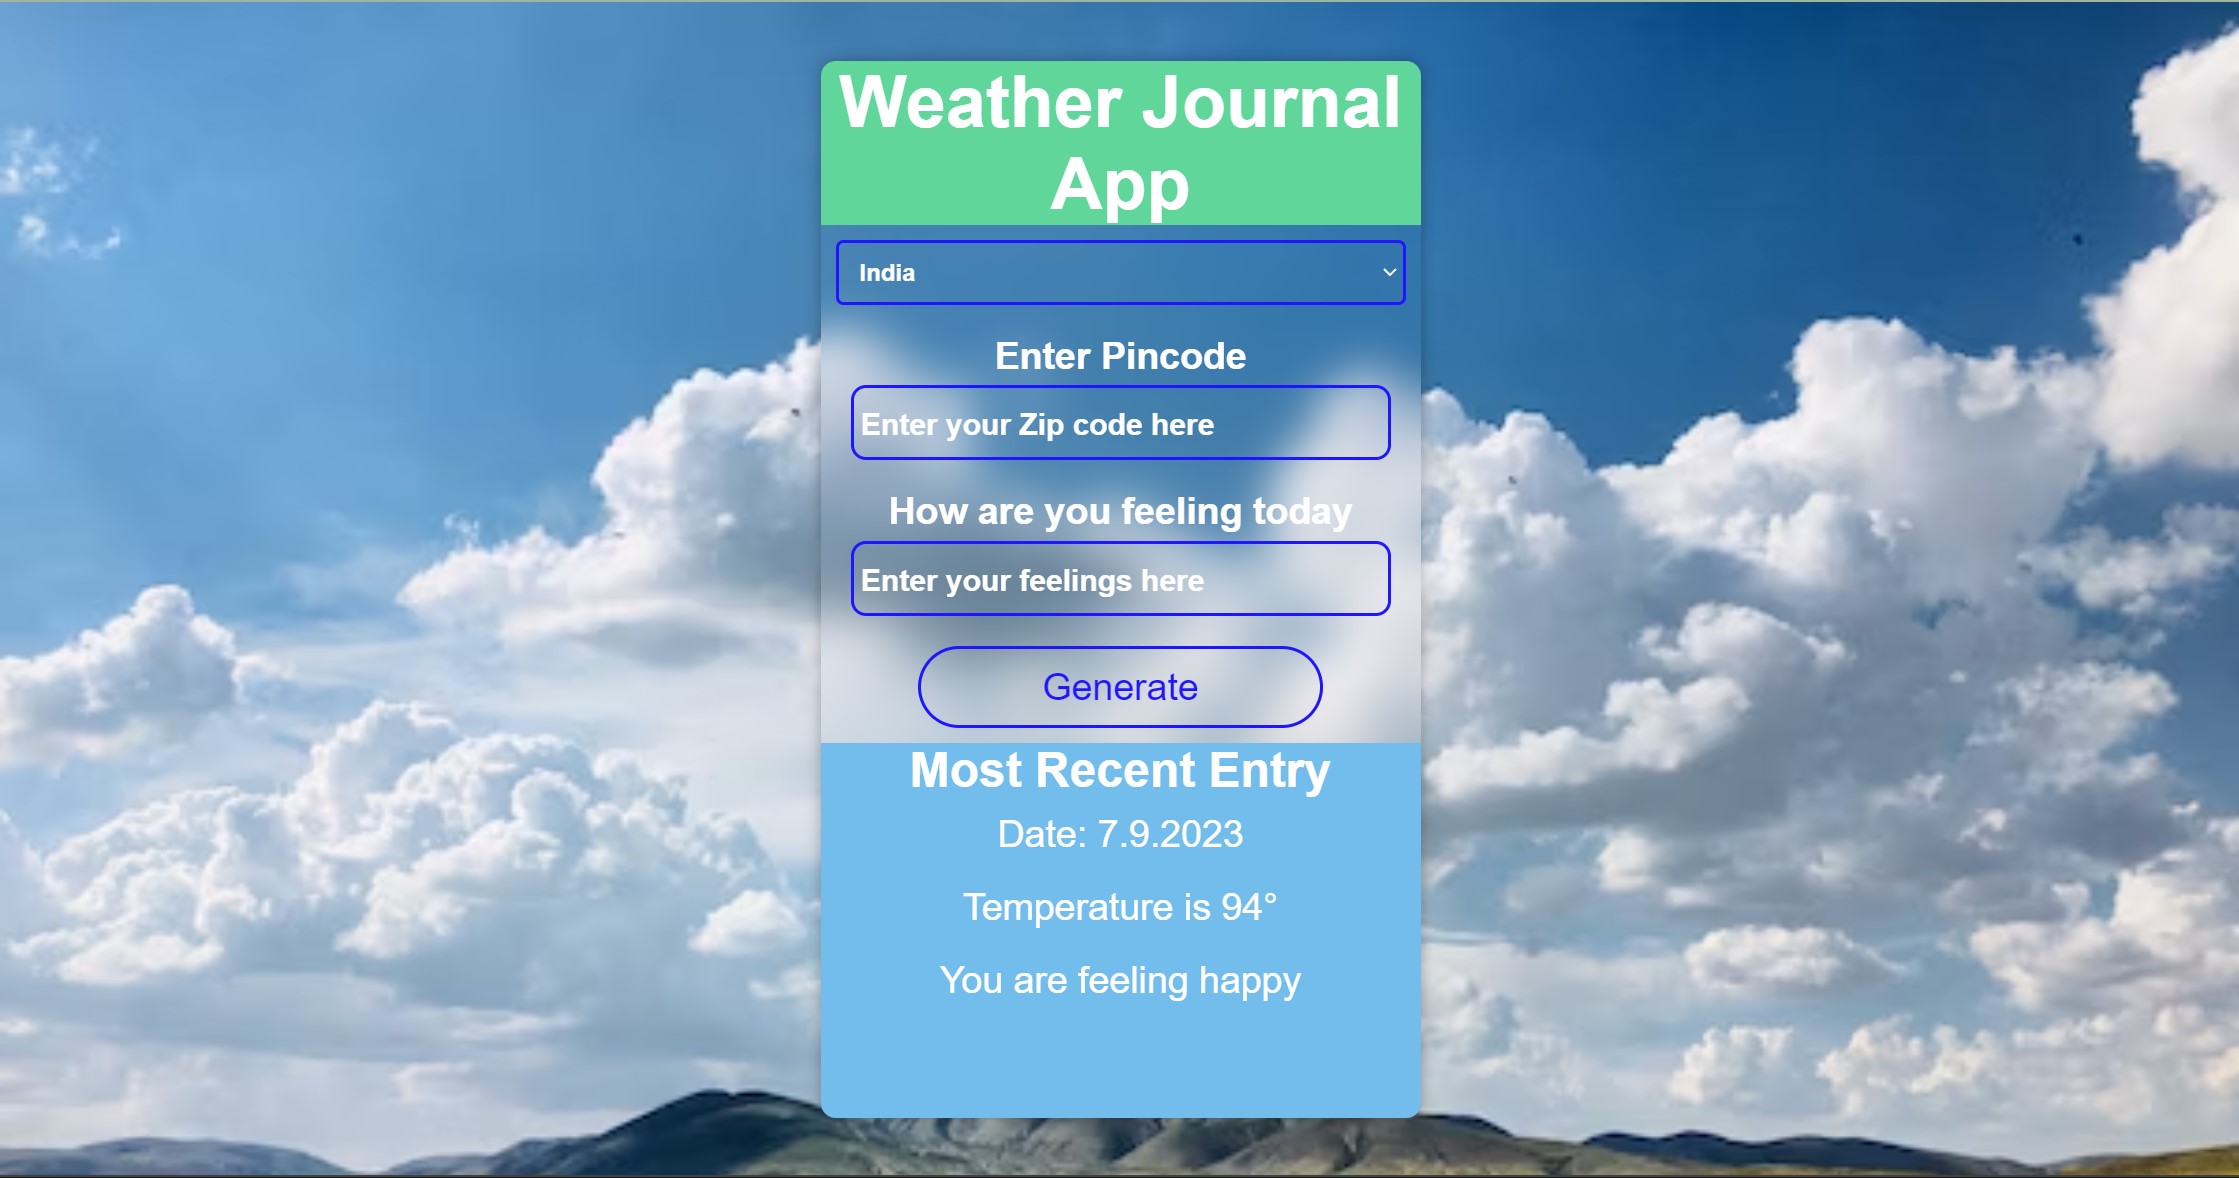 Weather Journal
App
India
Enter Pincode
Enter your Zip code here
How are you feeling today
Enter your feelings here
Generate
Most Recent Entry
Date: 7.9.2023
Temperature is 94°
You are feeling happy